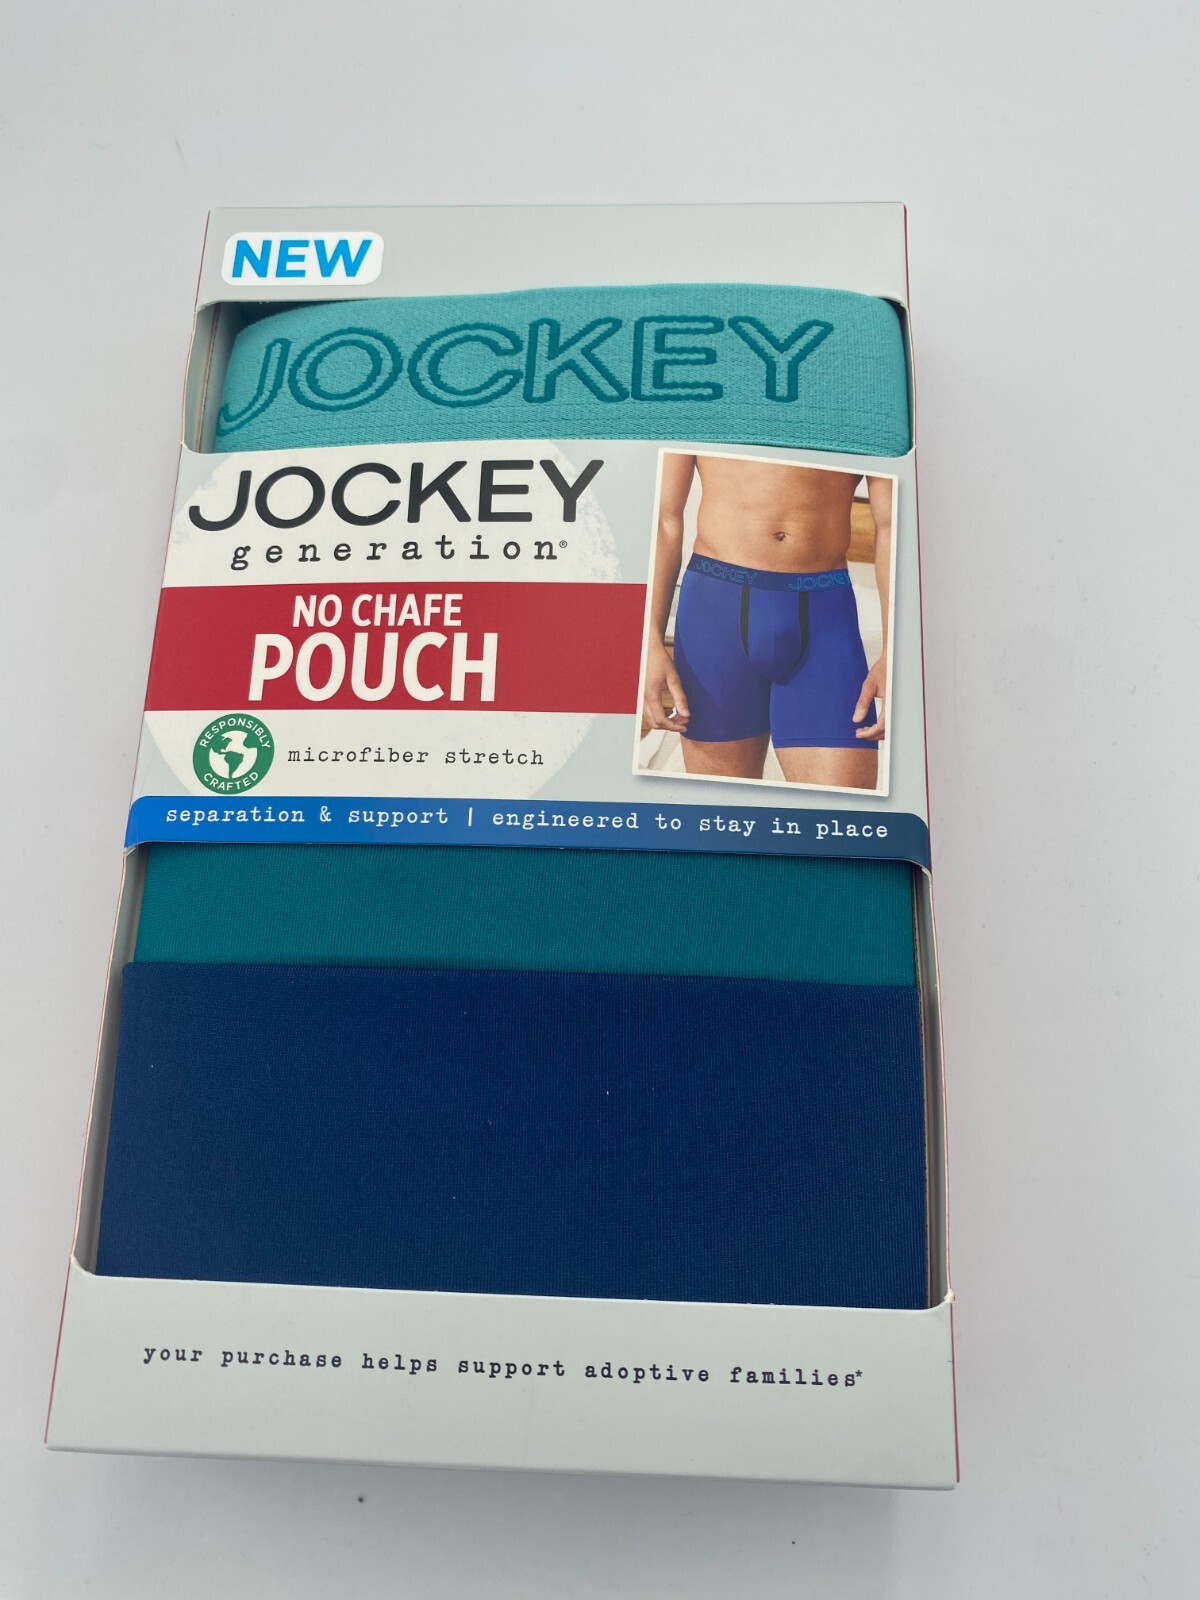 NEW
JOCKEY
JOCKEY
generation®
NO CHAFE
POUCH
RESPONSIBLY
CRAFTED
microfiber stretch
JOCKEY JOCKEY
separation & support | engineered to stay in place
your purchase helps support adoptive families*